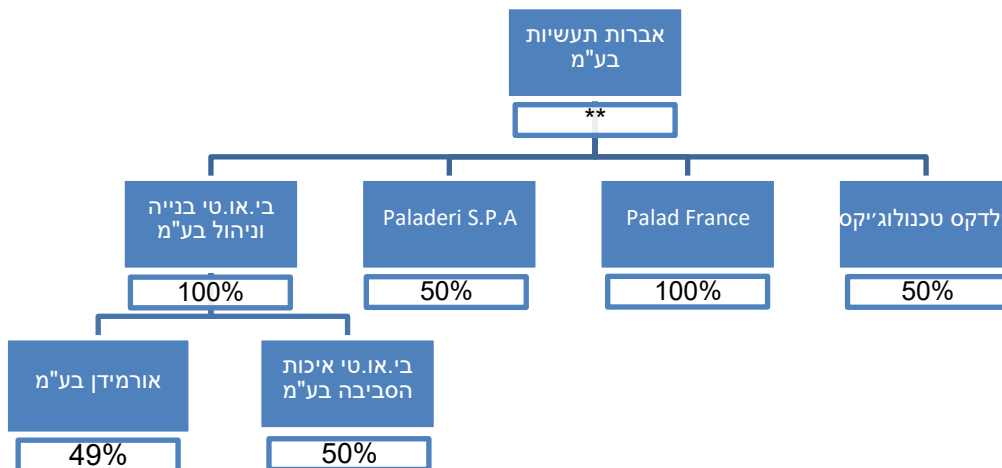 אברות תעשיות
בע"מ
**
בי.או.טי בנייה
וניהול בע"מ
100%
Paladeri S.P.A
50%
Palad France
100%
לדקס טכנולוג׳יקס
50%
אורמידן בע"מ
49%
בי.או.טי איכות
הסביבה בע"מ
50%